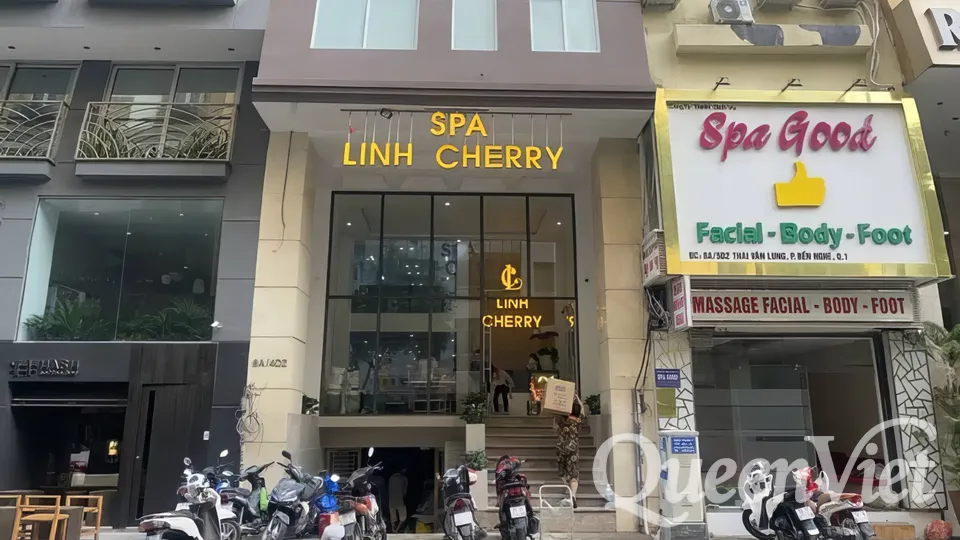 SPA
LINH CHERRY
LINH
CHERRY
8A/4D2
Spa Good
Facial - Body - Foot
ĐC: 8A/5D2 THÁI VĂN LUNG, P. BẾN NGHÉ, Q.1
MASSAGE FACIAL - BODY - FOOT
R
QueenViet